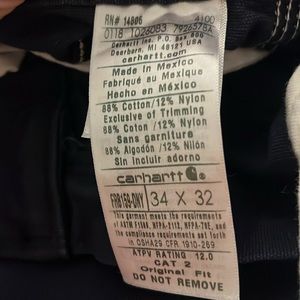 RN# 14806
0118 1026083 792657BA
Carhartt Inc. P.O. Box 600
Dearborn, MI 48121 USA
carhartt.com
Made in Mexico
Fabriqué au Mexique
Hecho en México
88% Cotton/12% Nylon
Exclusive of Trimming
88% Coton/12% Nylon
Sans garniture
88% Algodón /12% Nilón
Sin incluir adorno
carhartt
FRB159-DNY 34 X 32
This garment meets the requirements
of ASTM F1506, NFPA-2112, NFPA-70E, and
the compliance requirements set forth
in OSHA29 CFR 1910-269
ATPV RATING 12.0
CAT 2
Original Fit
DO NOT REMOVE